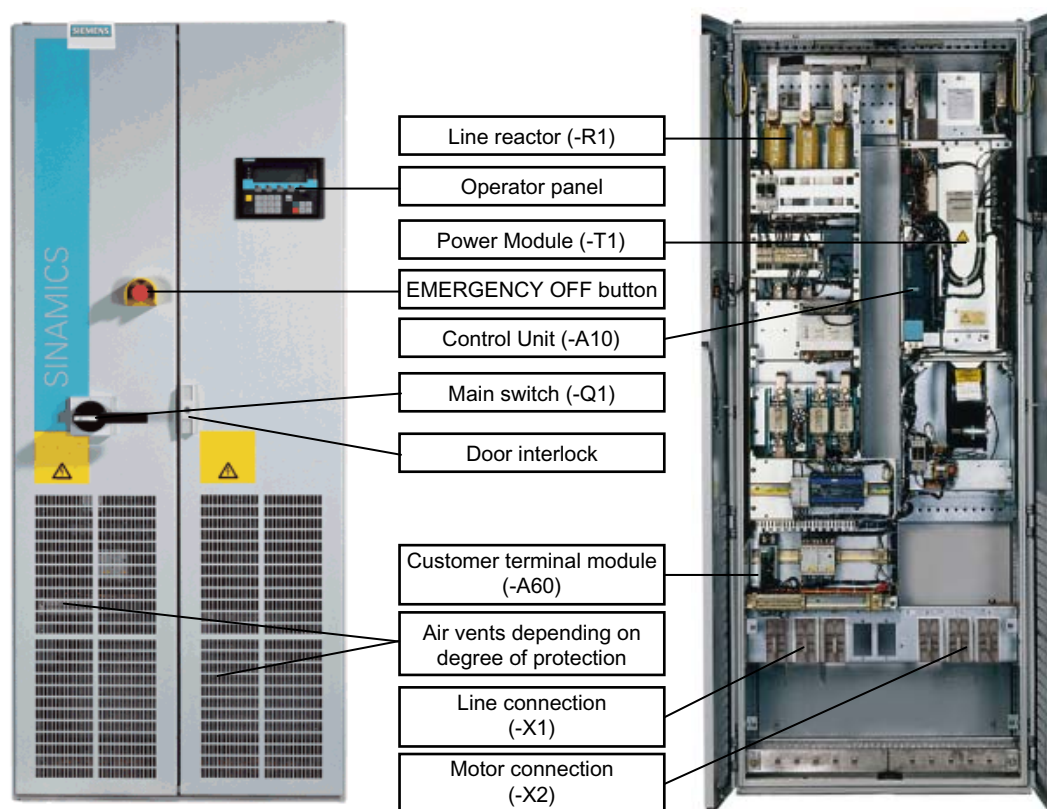 SIEMENS
SINAMICS
Line reactor (-R1)
Operator panel
Power Module (-T1)
EMERGENCY OFF button
Control Unit (-A10)
Main switch (-Q1)
Door interlock
Customer terminal module
(-A60)
Air vents depending on
degree of protection
Line connection
(-X1)
Motor connection
(-X2)